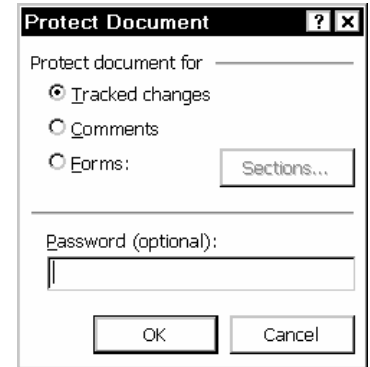 Protect Document ? X
Protect document for
Tracked changes
Comments
Forms: Sections...
Password (optional):
OK Cancel